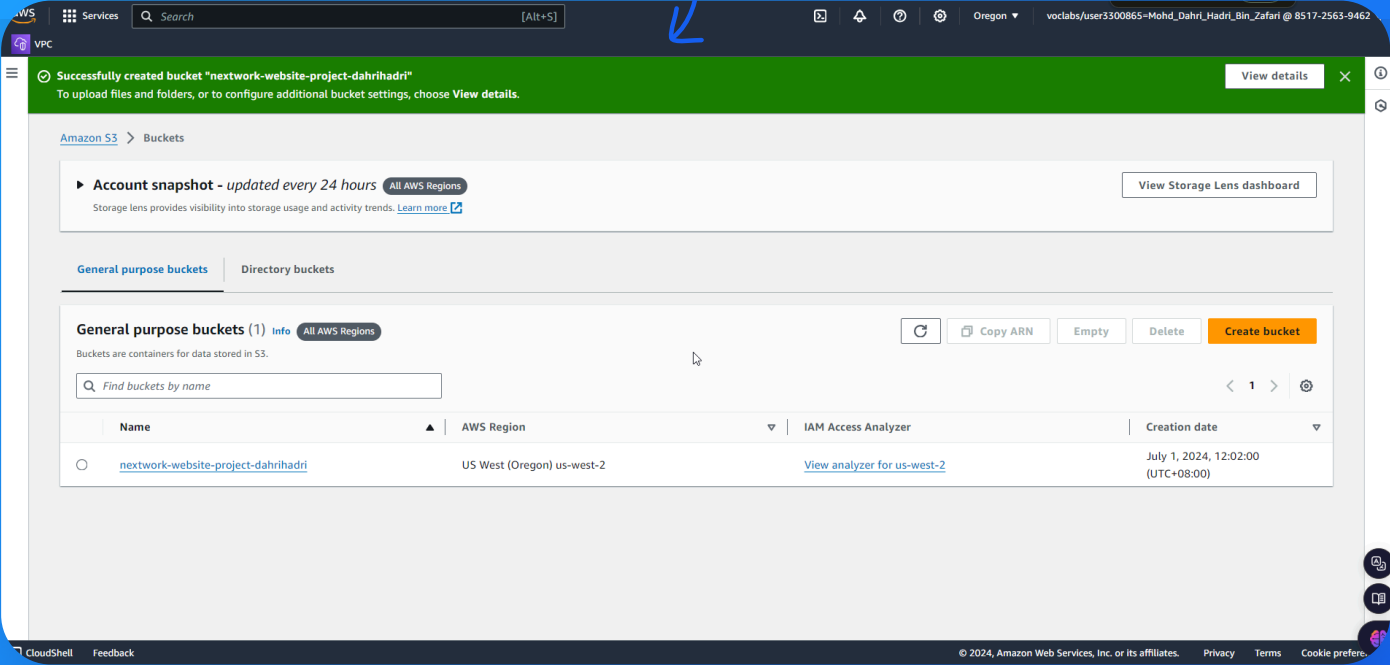 Services
Search
[Alt+S]
Oregon
voclabs/user3300865=Mohd_Dahri_Hadri_Bin_Zafari @ 8517-2563-9462
VPC
Successfully created bucket "nextwork-website-project-dahrihadri"
To upload files and folders, or to configure additional bucket settings, choose View details.
View details
Amazon S3
Buckets
Account snapshot - updated every 24 hours
All AWS Regions
View Storage Lens dashboard
Storage lens provides visibility into storage usage and activity trends. Learn more
General purpose buckets
Directory buckets
General purpose buckets (1)
Info
All AWS Regions
Copy ARN
Empty
Delete
Create bucket
Buckets are containers for data stored in S3.
Find buckets by name
1
Name
AWS Region
IAM Access Analyzer
Creation date
nextwork-website-project-dahrihadri
US West (Oregon) us-west-2
View analyzer for us-west-2
July 1, 2024, 12:02:00
(UTC+08:00)
CloudShell
Feedback
© 2024, Amazon Web Services, Inc. or its affiliates.
Privacy
Terms
Cookie prefere